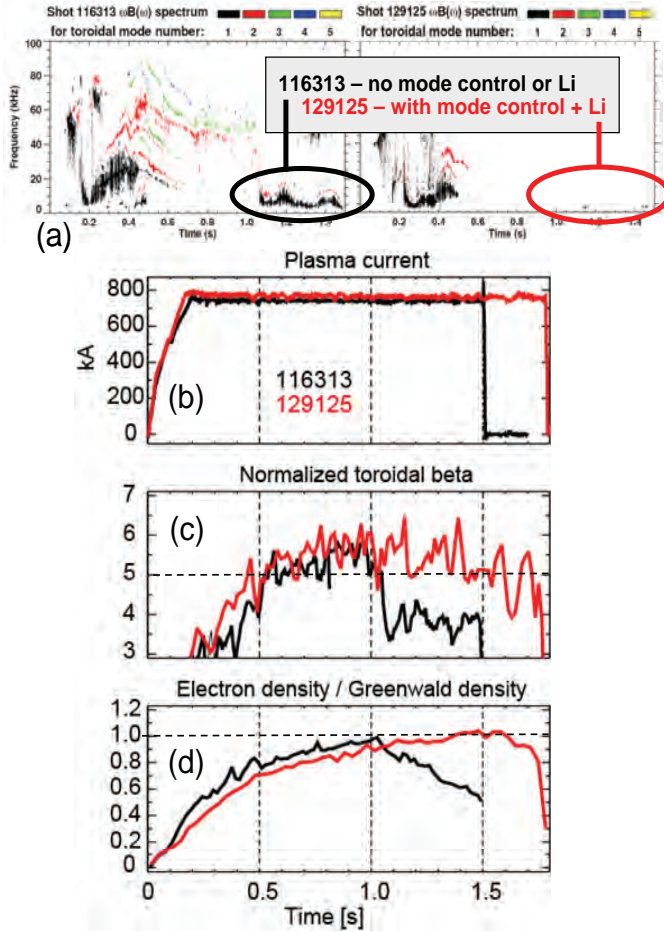 Shot 116313 ωB(ω) spectrum 1 2 3 4 5
for toroidal mode number:
Shot 129125 ωB(ω) spectrum 1 2 3 4 5
for toroidal mode number:
116313 – no mode control or Li
129125 – with mode control + Li
Frequency (kHz)
100
80
60
40
20
0
0.2 0.4 0.6 0.8 1.0
Time (s)
0.2 0.4 0.6 0.8 1.0 1.2 1.4
Time (s)
(a)
Plasma current
800
600
400
200
0
kA
116313
129125
(b)
Normalized toroidal beta
7
6
5
4
3
(c)
Electron density / Greenwald density
1.2
1.0
0.8
0.6
0.4
0.2
0
(d)
0 0.5 1.0 1.5
Time [s]